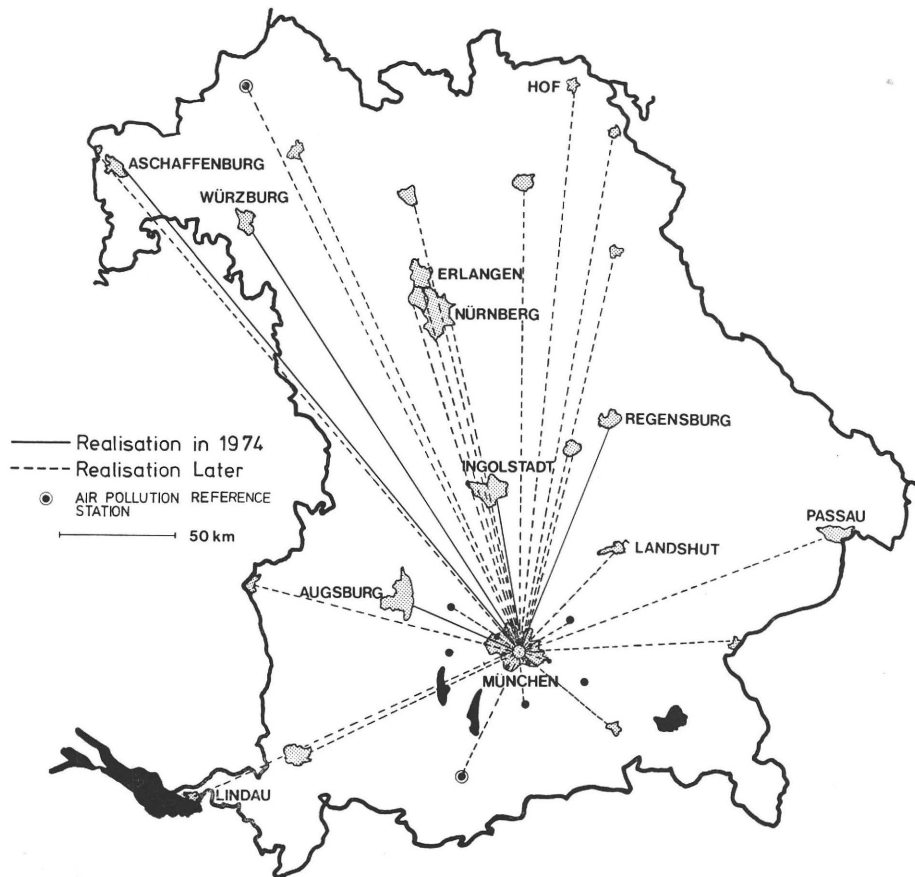 HOF
ASCHAFFENBURG
WÜRZBURG
ERLANGEN
NÜRNBERG
REGENSBURG
Realisation in 1974
Realisation Later
AIR POLLUTION REFERENCE
STATION
50 km
INGOLSTADT
PASSAU
LANDSHUT
AUGSBURG
MÜNCHEN
LINDAU